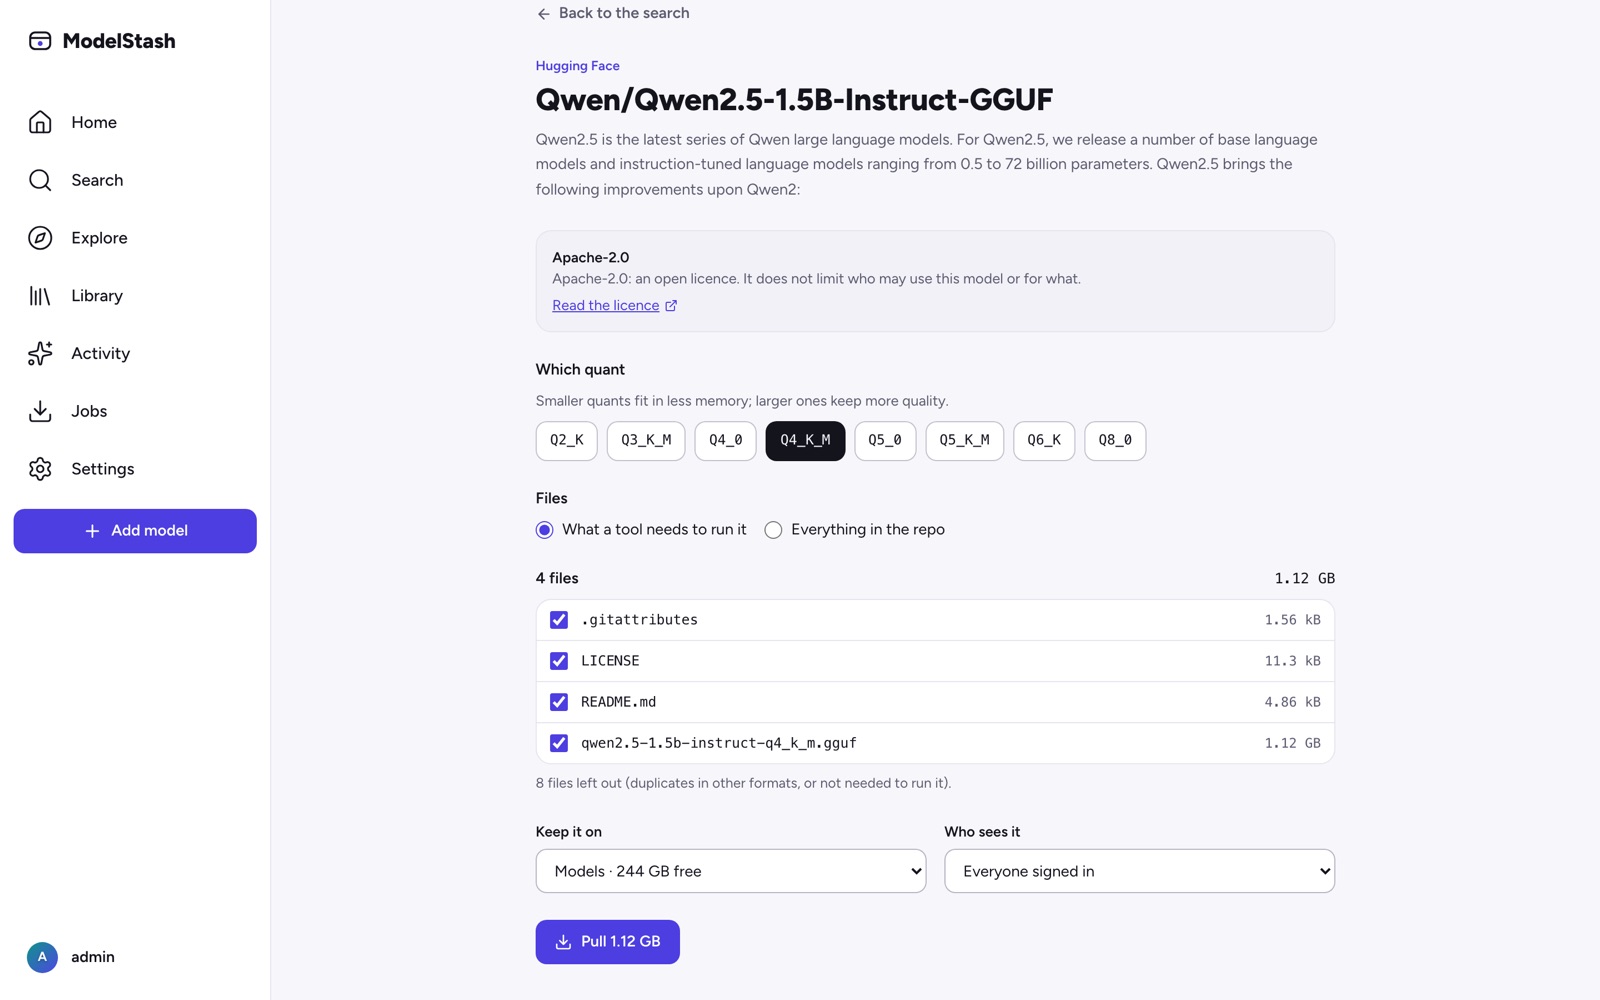 ModelStash
Home
Search
Explore
Library
Activity
Jobs
Settings
Add model
A
admin
Back to the search
Hugging Face
Qwen/Qwen2.5-1.5B-Instruct-GGUF
Qwen2.5 is the latest series of Qwen large language models. For Qwen2.5, we release a number of base language
models and instruction-tuned language models ranging from 0.5 to 72 billion parameters. Qwen2.5 brings the
following improvements upon Qwen2:
Apache-2.0
Apache-2.0: an open licence. It does not limit who may use this model or for what.
Read the licence
Which quant
Smaller quants fit in less memory; larger ones keep more quality.
Q2_K Q3_K_M Q4_0 Q4_K_M Q5_0 Q5_K_M Q6_K Q8_0
Files
What a tool needs to run it Everything in the repo
4 files 1.12 GB
.gitattributes 1.56 kB
LICENSE 11.3 kB
README.md 4.86 kB
qwen2.5-1.5b-instruct-q4_k_m.gguf 1.12 GB
8 files left out (duplicates in other formats, or not needed to run it).
Keep it on Who sees it
Models · 244 GB free Everyone signed in
Pull 1.12 GB